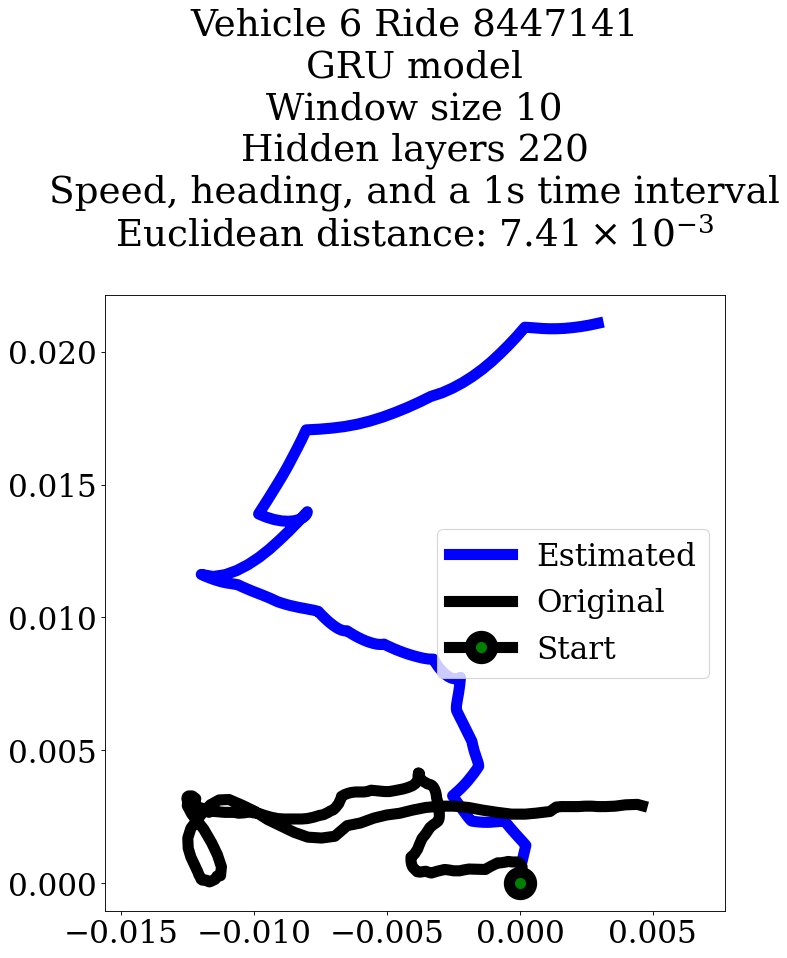 Vehicle 6 Ride 8447141
GRU model
Window size 10
Hidden layers 220
Speed, heading, and a 1s time interval
Euclidean distance: 7.41 × 10⁻³
0.020
0.015
0.010
0.005
0.000
Estimated
Original
Start
−0.015 −0.010 −0.005 0.000 0.005